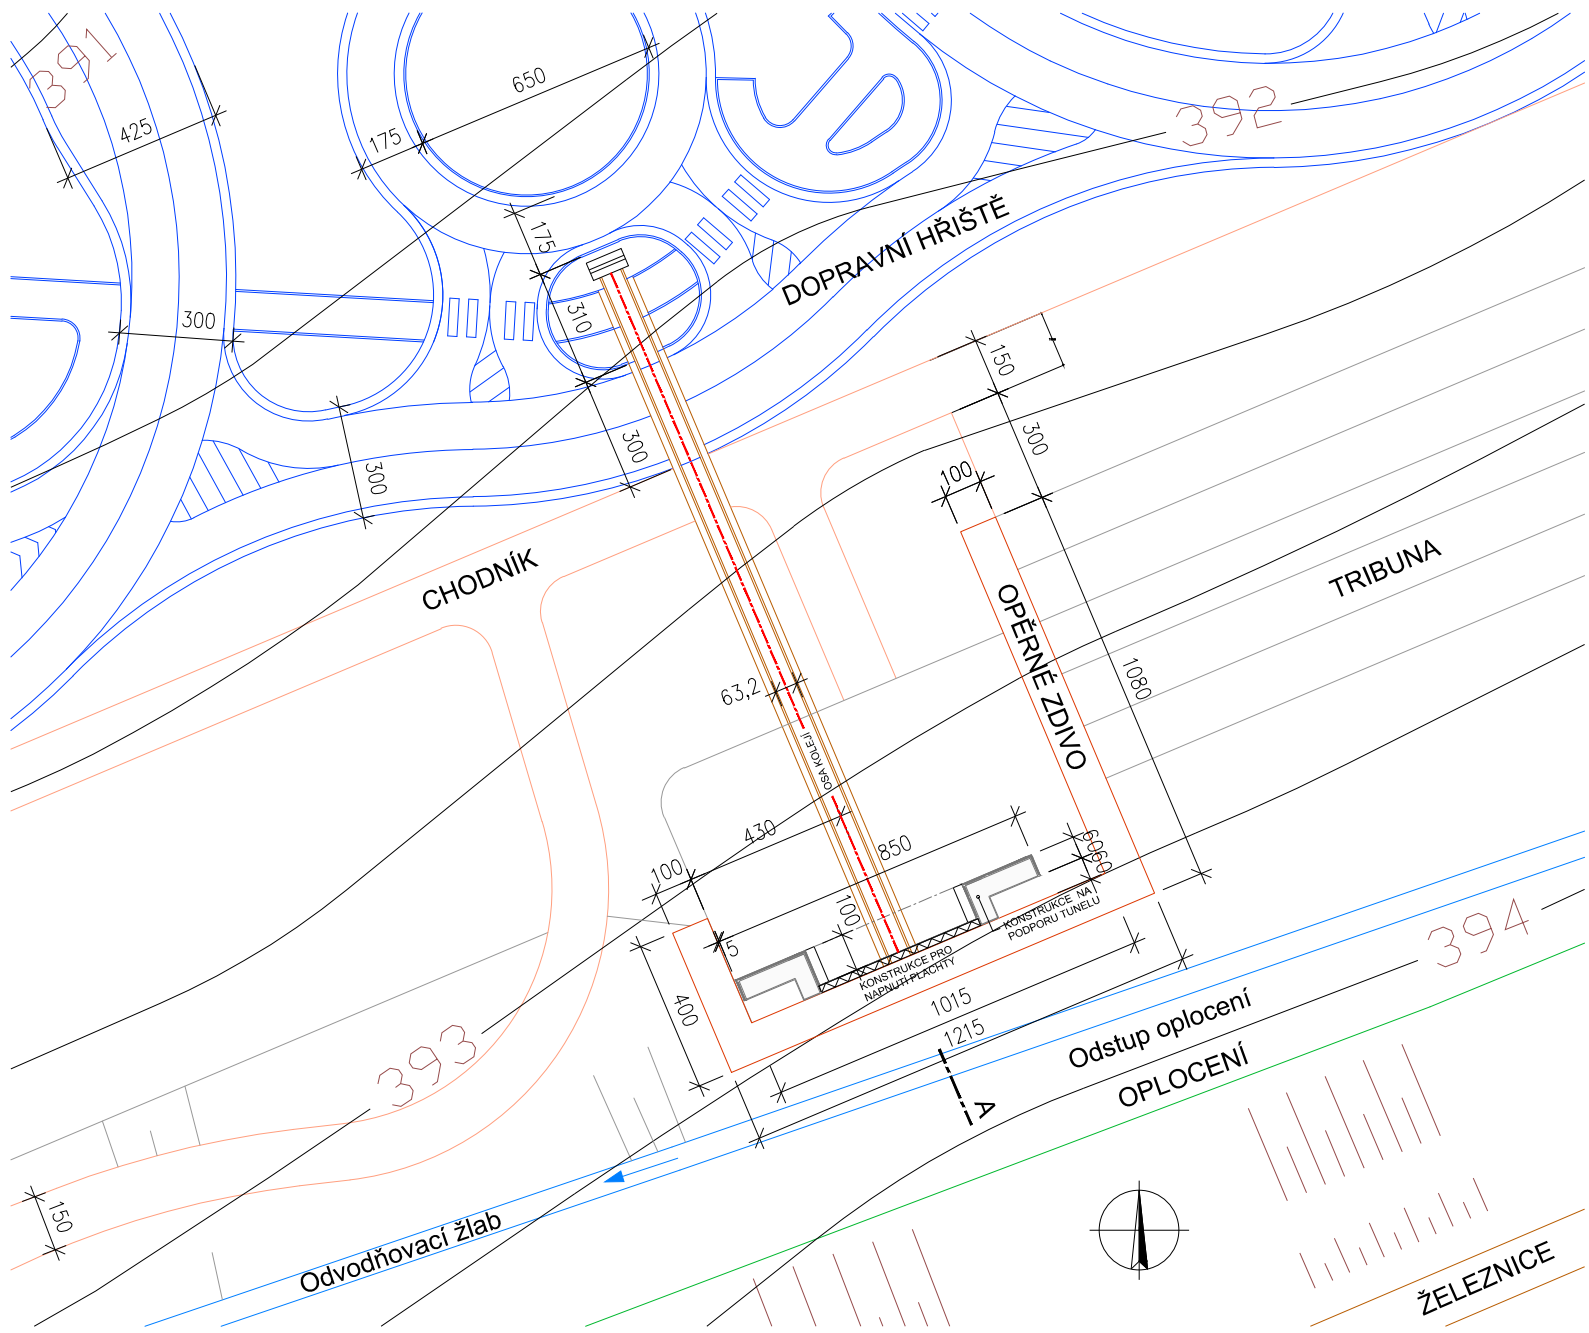 391
425
650
175
392
175
DOPRAVNÍ HŘIŠTĚ
310
300
150
300
300
300
100
CHODNÍK
TRIBUNA
OPĚRNÉ ZDIVO
1080
63,2
OSA KOLEJÍ
430
850
6060
100
100
5
KONSTRUKCE NA
PODPORU TUNELU
KONSTRUKCE PRO
NAPNUTÍ PLACHTY
394
400
1015
1215
393
Odstup oplocení
OPLOCENÍ
A
150
Odvodňovací žlab
ŽELEZNICE